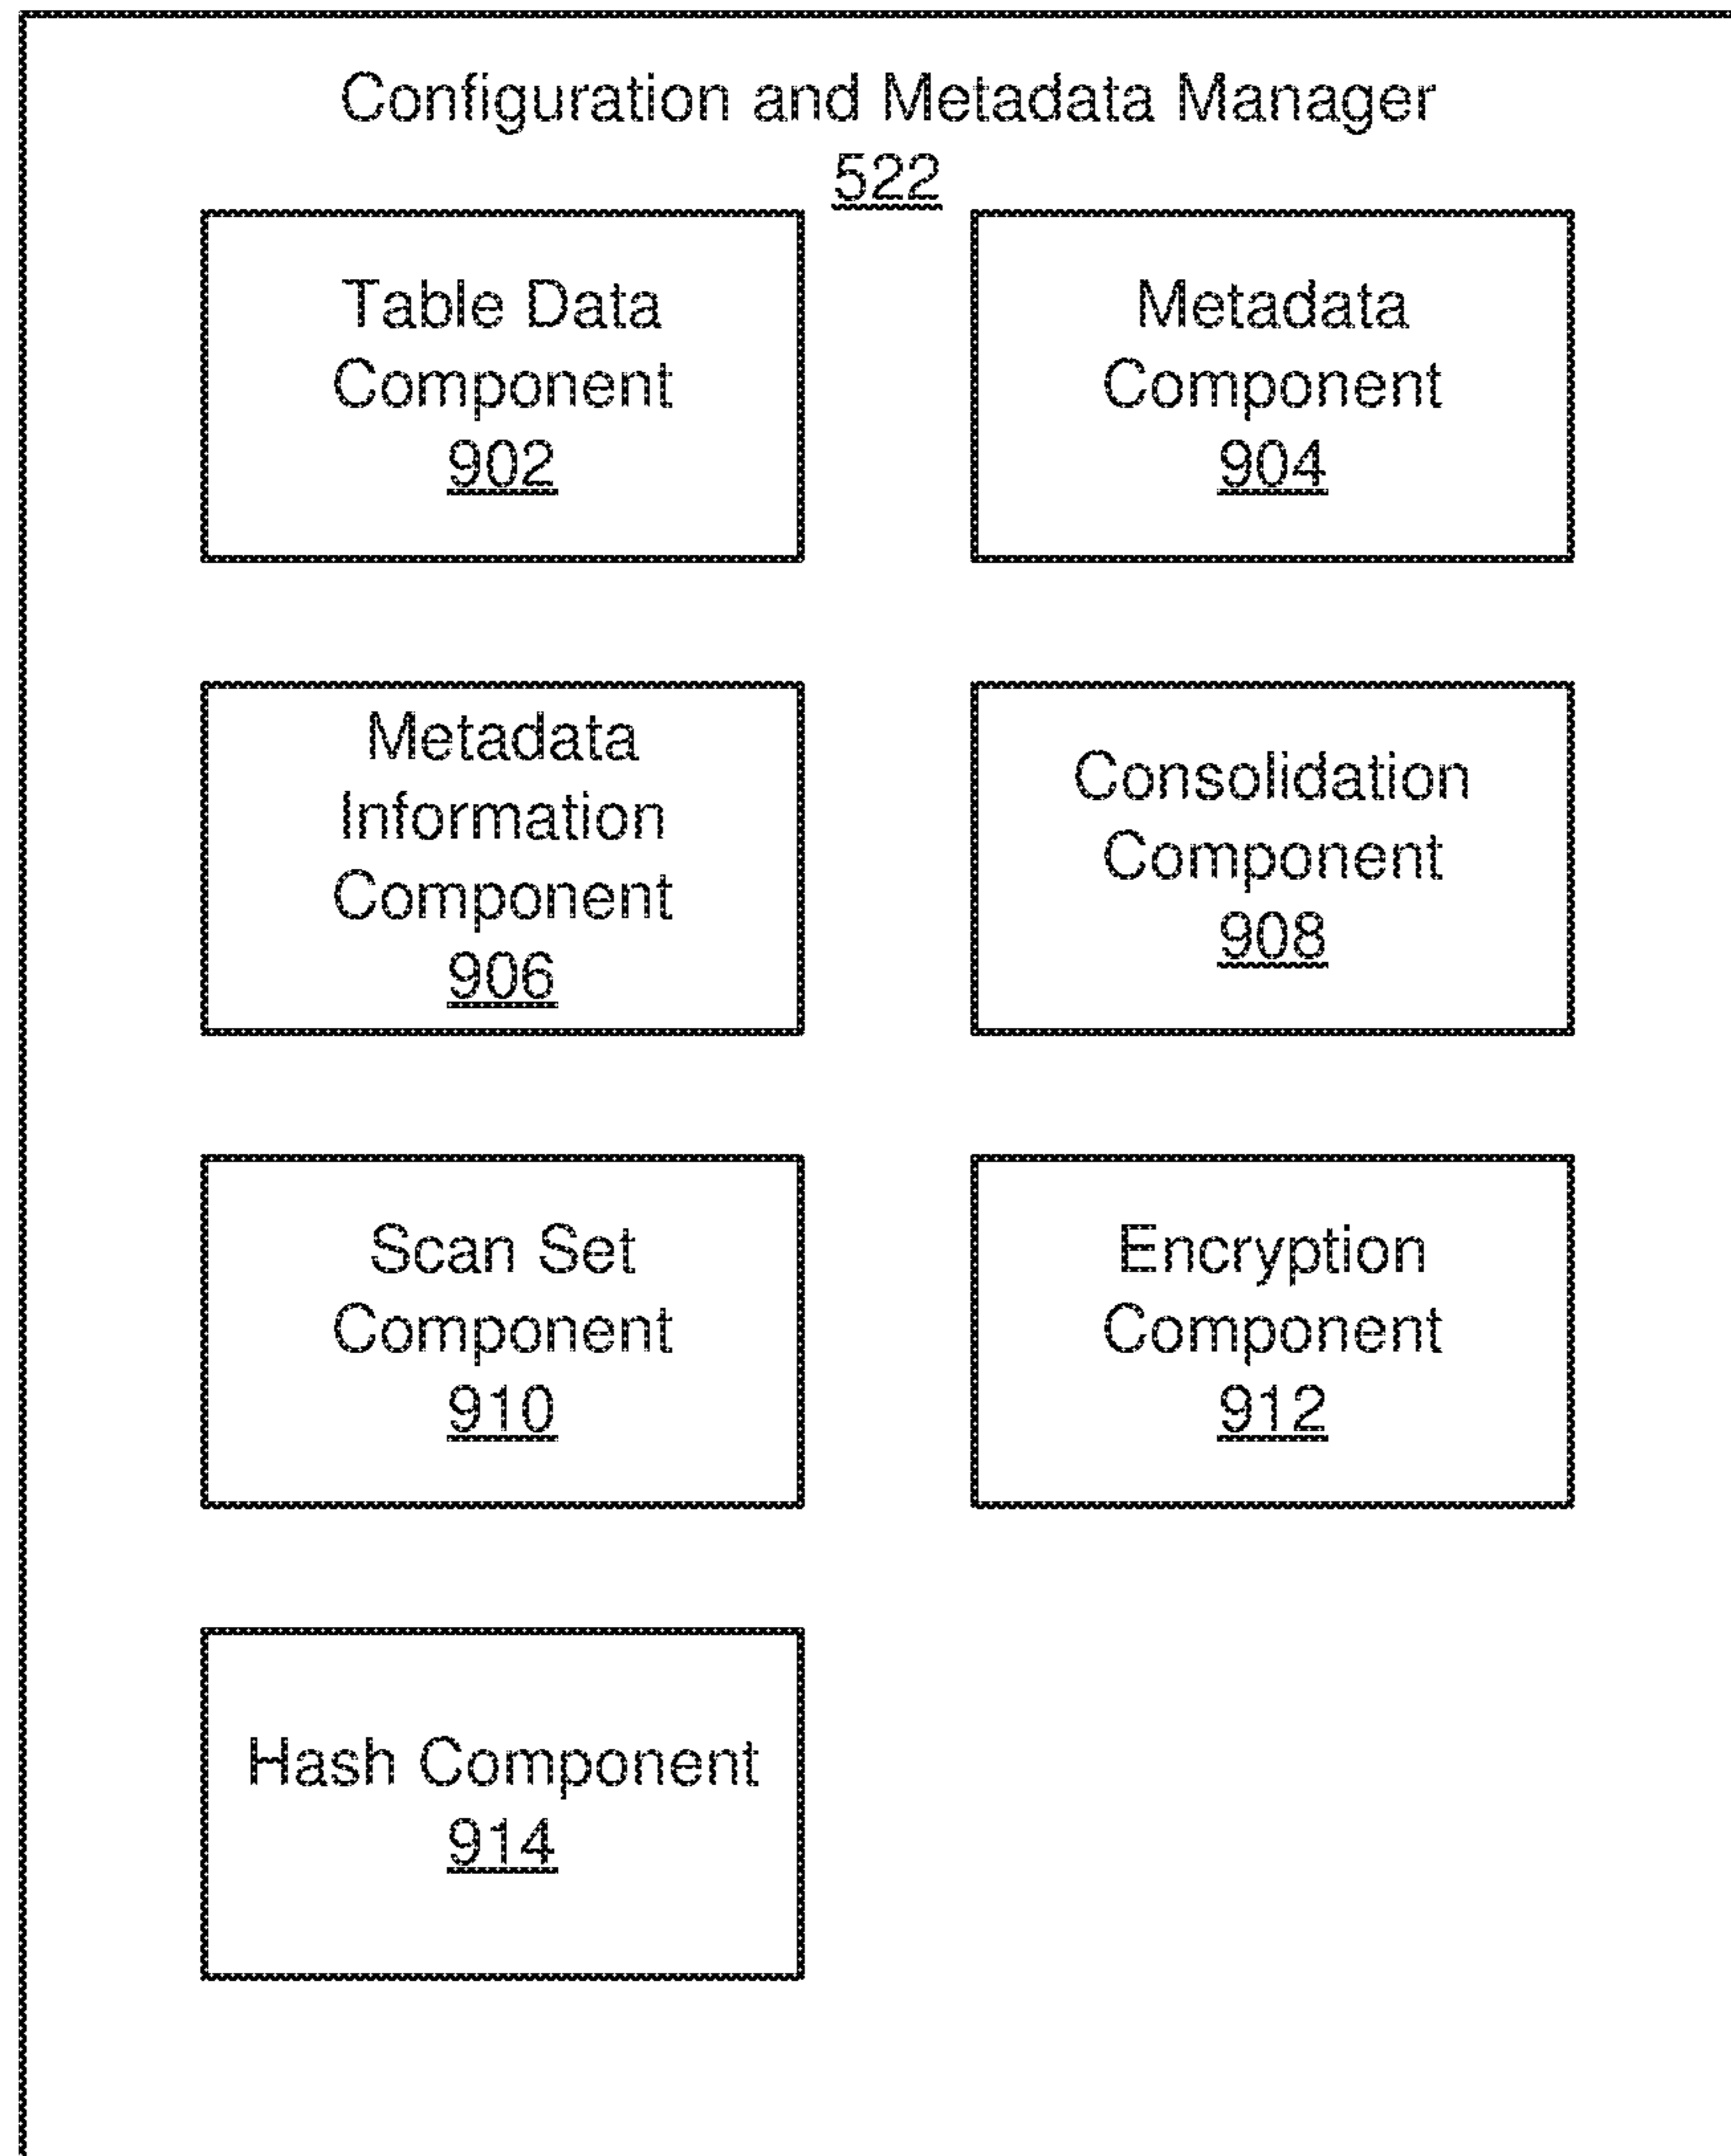 Configuration and Metadata Manager
522
Table Data
Component
902
Metadata
Component
904
Metadata
Information
Component
906
Consolidation
Component
908
Scan Set
Component
910
Encryption
Component
912
Hash Component
914